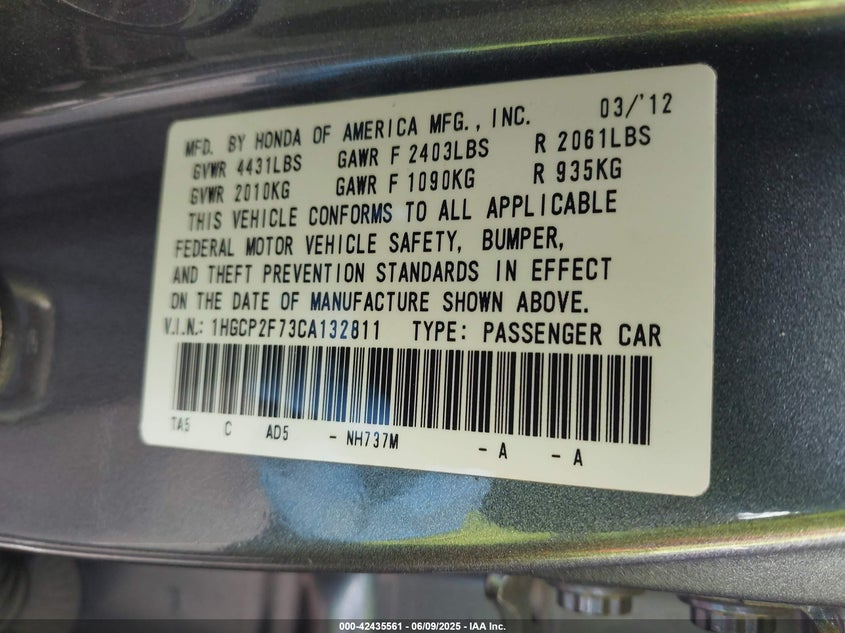 MFD. BY HONDA OF AMERICA MFG., INC. 03/'12
GVWR 4431LBS GAWR F 2403LBS R 2061LBS
GVWR 2010KG GAWR F 1090KG R 935KG
THIS VEHICLE CONFORMS TO ALL APPLICABLE
FEDERAL MOTOR VEHICLE SAFETY, BUMPER,
AND THEFT PREVENTION STANDARDS IN EFFECT
ON THE DATE OF MANUFACTURE SHOWN ABOVE.
V.I.N.: 1HGCP2F73CA132811 TYPE: PASSENGER CAR
TA5 C AD5 - NH737M - A - A
000-42435561 - 06/09/2025 - IAA Inc.